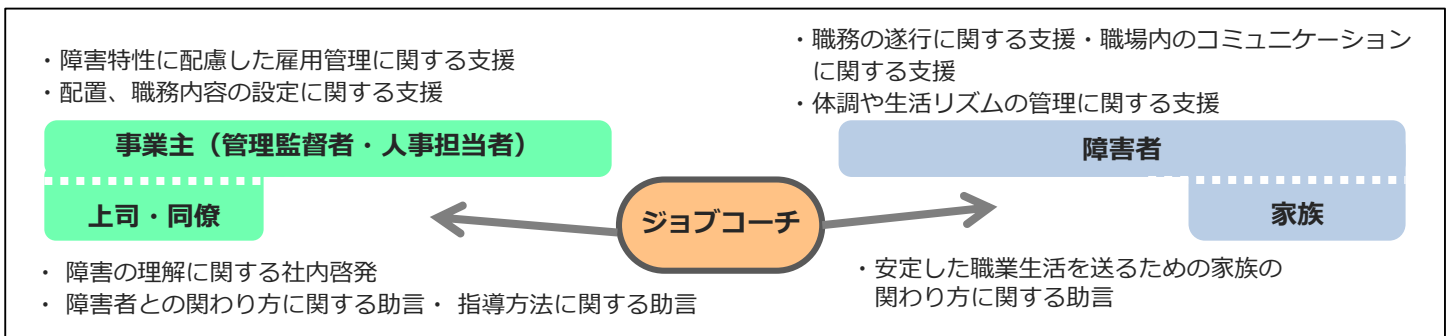 ・障害特性に配慮した雇用管理に関する支援
・配置、職務内容の設定に関する支援
事業主（管理監督者・人事担当者）
上司・同僚
・ 障害の理解に関する社内啓発
・ 障害者との関わり方に関する助言・ 指導方法に関する助言
ジョブコーチ
・職務の遂行に関する支援・職場内のコミュニケーション
に関する支援
・体調や生活リズムの管理に関する支援
障害者
家族
・安定した職業生活を送るための家族の
関わり方に関する助言